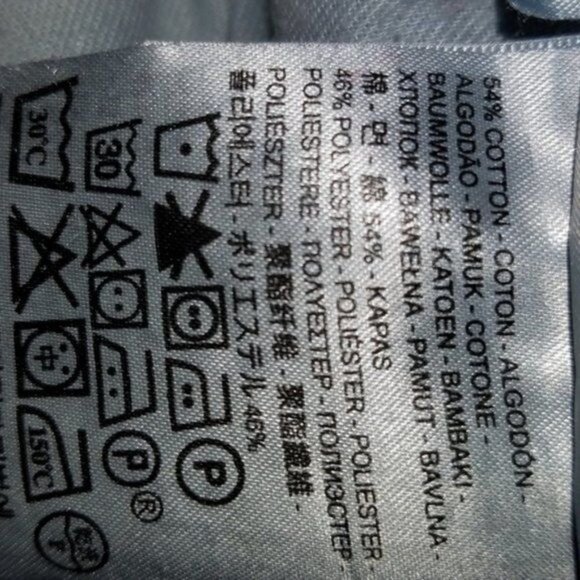 54% COTTON - COTON - ALGODÓN -
ALGODÃO - PAMUK - COTONE -
BAUMWOLLE - KATOEN - BAMBAKI -
ХЛОПОК - BAWEŁNA - PAMUT - BAVLNA -
棉 - 면 - 綿 54% - KAPAS
46% POLYESTER - POLIÉSTER - POLIESTER -
POLIESTERE - ΠΟΛΥΕΣΤΕΡ - ПОЛИЭСТЕР -
POLIÉSZTER - 聚酯纤维 - 聚酯纖維 -
폴리에스터 - ポリエステル 46%
P
30
P®
30℃
中
150℃